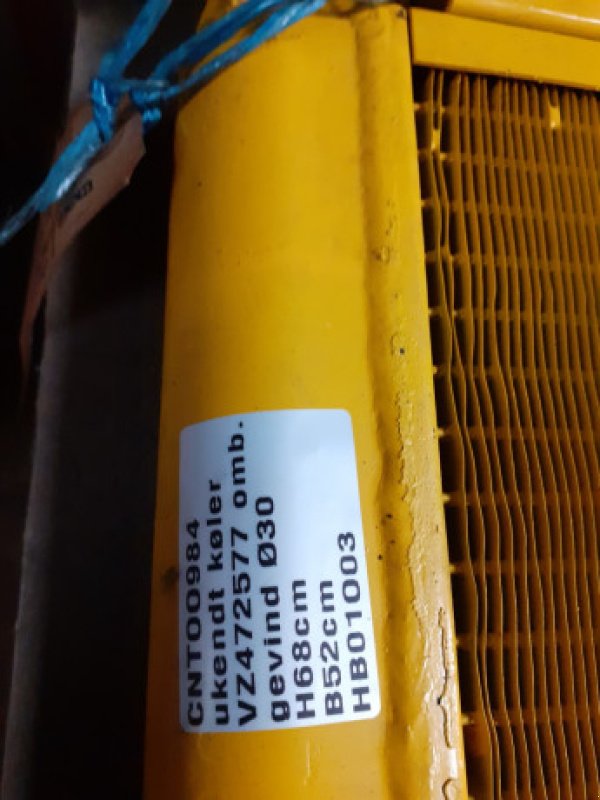 CNT00984
ukendt køler
VZ472577 omb.
gevind Ø30
H68cm
B52cm
HB01003